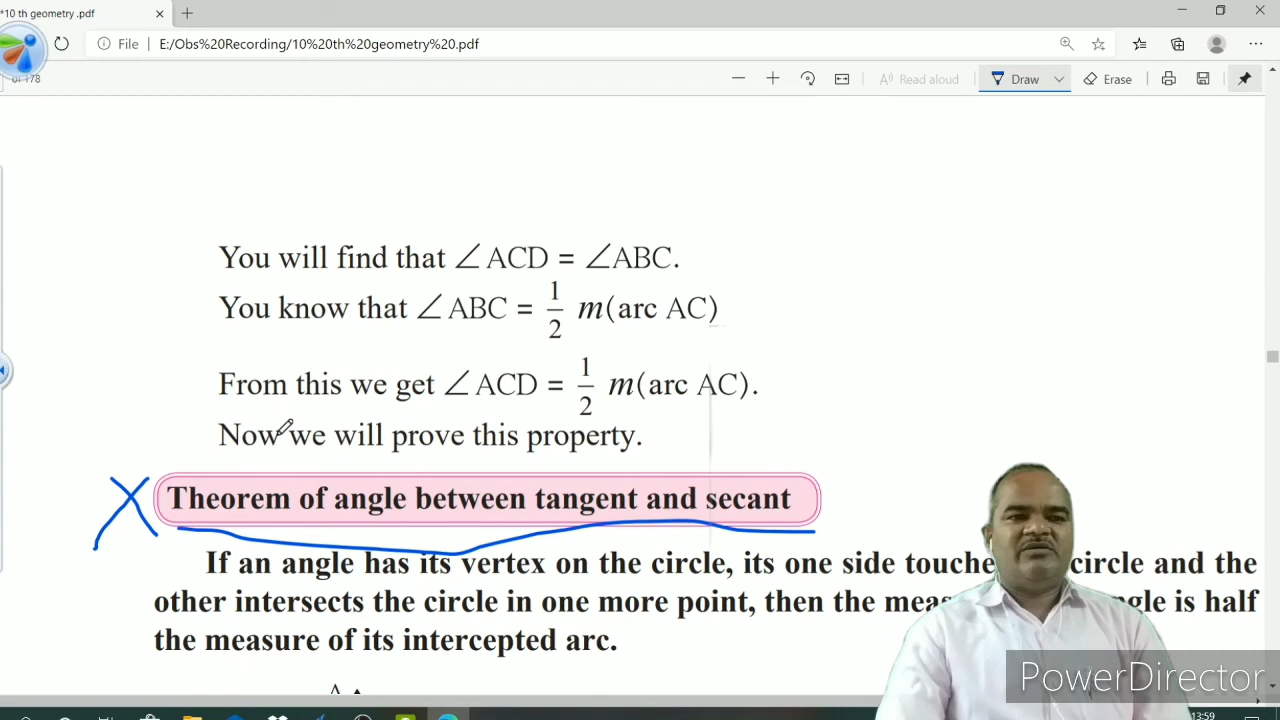 *10 th geometry .pdf
File
E:/Obs%20Recording/10%20th%20geometry%20.pdf
of 178
Read aloud
Draw
Erase
You will find that ∠ACD = ∠ABC.
You know that ∠ABC = 1/2 m(arc AC)
From this we get ∠ACD = 1/2 m(arc AC).
Now we will prove this property.
Theorem of angle between tangent and secant
If an angle has its vertex on the circle, its one side circle and the
other intersects the circle in one more point, then the is half
the measure of its intercepted arc.
A
PowerDirector
13:59